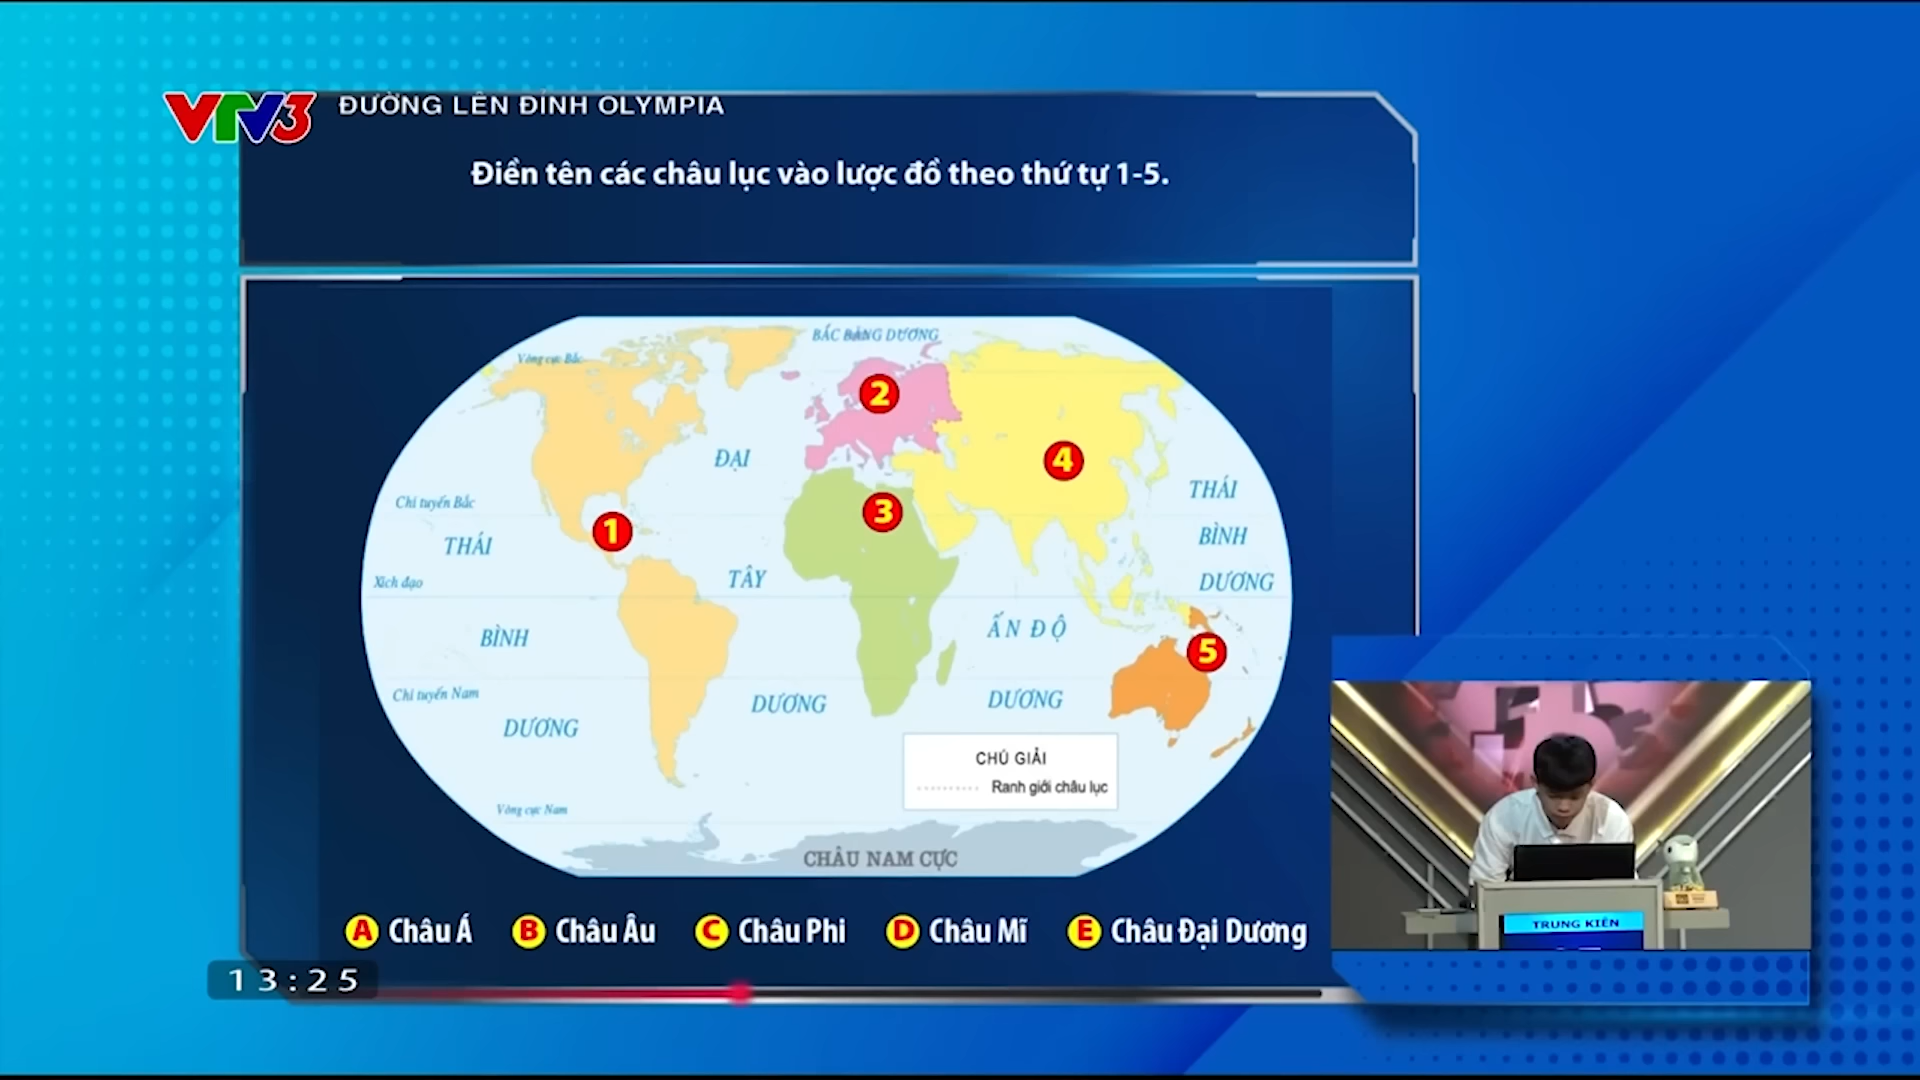 VTV3 ĐƯỜNG LÊN ĐỈNH OLYMPIA
Điền tên các châu lục vào lược đồ theo thứ tự 1-5.
BẮC BĂNG DƯƠNG
Vòng cực Bắc
2
ĐẠI
4
Chí tuyến Bắc
THÁI
3
1
BÌNH
THÁI
TÂY
DƯƠNG
Xích đạo
ẤN ĐỘ
BÌNH
5
Chí tuyến Nam
DƯƠNG
DƯƠNG
DƯƠNG
CHÚ GIẢI
Ranh giới châu lục
Vòng cực Nam
CHÂU NAM CỰC
A Châu Á B Châu Âu C Châu Phi D Châu Mĩ E Châu Đại Dương
TRUNG KIÊN
13:25